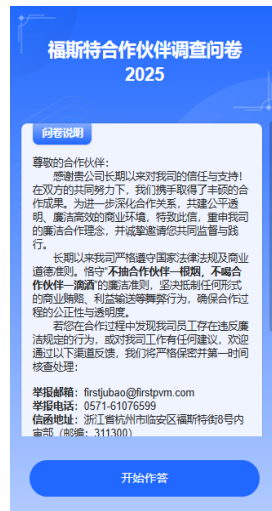 福斯特合作伙伴调查问卷
2025
问卷说明
尊敬的合作伙伴：
感谢贵公司长期以来对我司的信任与支持！
在双方的共同努力下，我们携手取得了丰硕的合
作成果。为进一步深化合作关系，共建公平透
明、廉洁高效的商业环境，特致此信，重申我司
的廉洁合作理念，并诚挚邀请您共同监督与践
行。
长期以来我司严格遵守国家法律法规及商业
道德准则。恪守“不抽合作伙伴一根烟，不喝合
作伙伴一滴酒”的廉洁准则，坚决抵制任何形式
的商业贿赂、利益输送等舞弊行为，确保合作过
程的公正性与透明度。
若您在合作过程中发现我司员工存在违反廉
洁规定的行为，或对我司工作有任何建议，欢迎
通过以下渠道反馈，我们将严格保密并第一时间
核查处理：
举报邮箱：firstjubao@firstpvm.com
举报电话：0571-61076599
信函地址：浙江省杭州市临安区福斯特街8号内
审部（邮编：311300）
开始作答